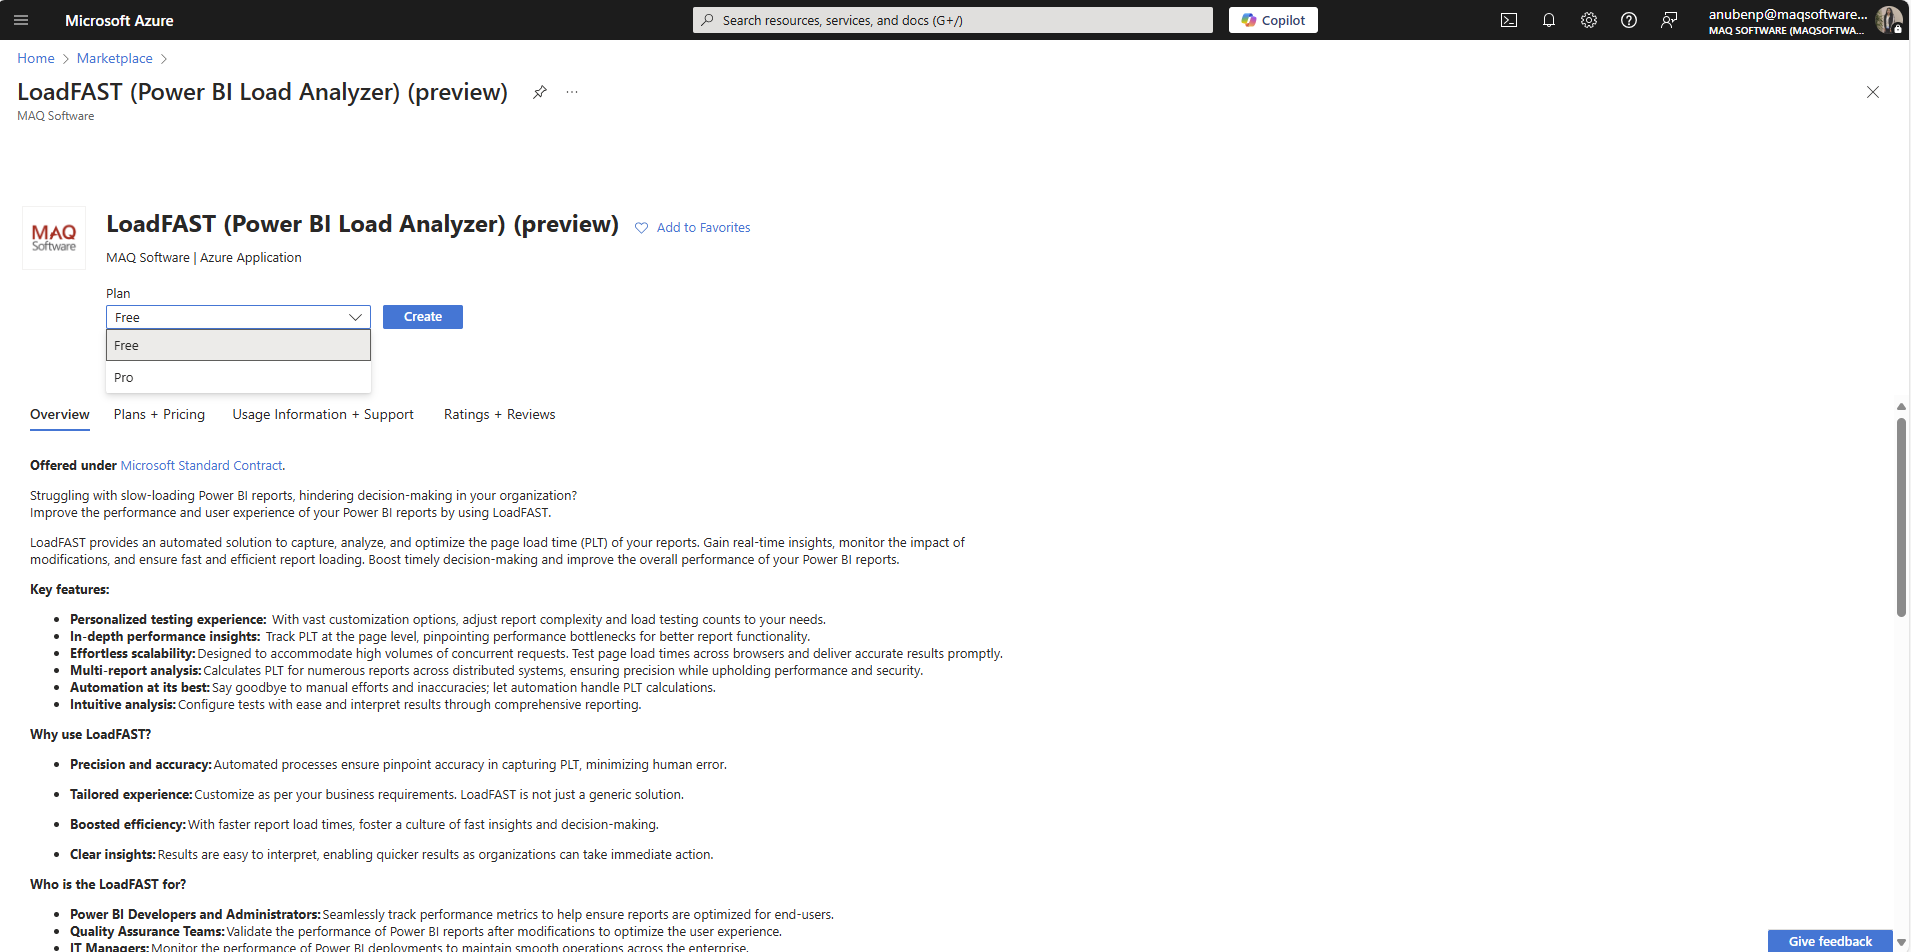 Microsoft Azure
Search resources, services, and docs (G+/)
Copilot
anubenp@maqsoftware...
MAQ SOFTWARE (MAQSOFTWA...
Home
Marketplace
LoadFAST (Power BI Load Analyzer) (preview)
MAQ Software
MAQ
Software
LoadFAST (Power BI Load Analyzer) (preview)
Add to Favorites
MAQ Software | Azure Application
Plan
Free
Create
Free
Pro
Overview
Plans + Pricing
Usage Information + Support
Ratings + Reviews
Offered under Microsoft Standard Contract.
Struggling with slow-loading Power BI reports, hindering decision-making in your organization?
Improve the performance and user experience of your Power BI reports by using LoadFAST.
LoadFAST provides an automated solution to capture, analyze, and optimize the page load time (PLT) of your reports. Gain real-time insights, monitor the impact of
modifications, and ensure fast and efficient report loading. Boost timely decision-making and improve the overall performance of your Power BI reports.
Key features:
• Personalized testing experience: With vast customization options, adjust report complexity and load testing counts to your needs.
• In-depth performance insights: Track PLT at the page level, pinpointing performance bottlenecks for better report functionality.
• Effortless scalability: Designed to accommodate high volumes of concurrent requests. Test page load times across browsers and deliver accurate results promptly.
• Multi-report analysis: Calculates PLT for numerous reports across distributed systems, ensuring precision while upholding performance and security.
• Automation at its best: Say goodbye to manual efforts and inaccuracies; let automation handle PLT calculations.
• Intuitive analysis: Configure tests with ease and interpret results through comprehensive reporting.
Why use LoadFAST?
• Precision and accuracy: Automated processes ensure pinpoint accuracy in capturing PLT, minimizing human error.
• Tailored experience: Customize as per your business requirements. LoadFAST is not just a generic solution.
• Boosted efficiency: With faster report load times, foster a culture of fast insights and decision-making.
• Clear insights: Results are easy to interpret, enabling quicker results as organizations can take immediate action.
Who is the LoadFAST for?
• Power BI Developers and Administrators: Seamlessly track performance metrics to help ensure reports are optimized for end-users.
• Quality Assurance Teams: Validate the performance of Power BI reports after modifications to optimize the user experience.
• IT Managers: Monitor the performance of Power BI deployments to maintain smooth operations across the enterprise.
Give feedback